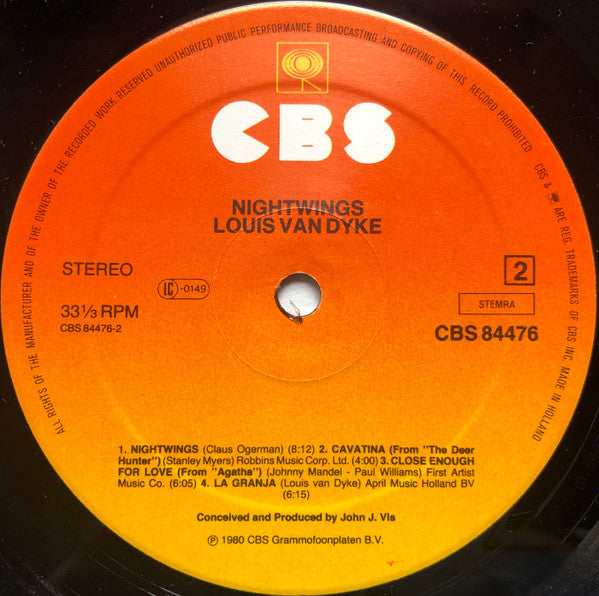 ALL RIGHTS OF THE MANUFACTURER AND OF THE OWNER OF THE RECORDED WORK RESERVED UNAUTHORIZED PUBLIC PERFORMANCE BROADCASTING AND COPYING OF THIS RECORD PROHIBITED
CBS & ARE REG. TRADEMARKS OF CBS INC. MADE IN HOLLAND
CBS
NIGHTWINGS
LOUIS VAN DYKE
STEREO
LC -0149
2
33⅓ RPM
STEMRA
CBS 84476-2
CBS 84476
1. NIGHTWINGS (Claus Ogerman) (8:12) 2. CAVATINA (From "The Deer
Hunter") (Stanley Myers) Robbins Music Corp. Ltd. (4:00) 3. CLOSE ENOUGH
FOR LOVE (From "Agatha") (Johnny Mandel - Paul Williams) First Artist
Music Co. (6:05) 4. LA GRANJA (Louis van Dyke) April Music Holland BV
(6:15)
Conceived and Produced by John J. Vis
℗ 1980 CBS Grammofoonplaten B.V.